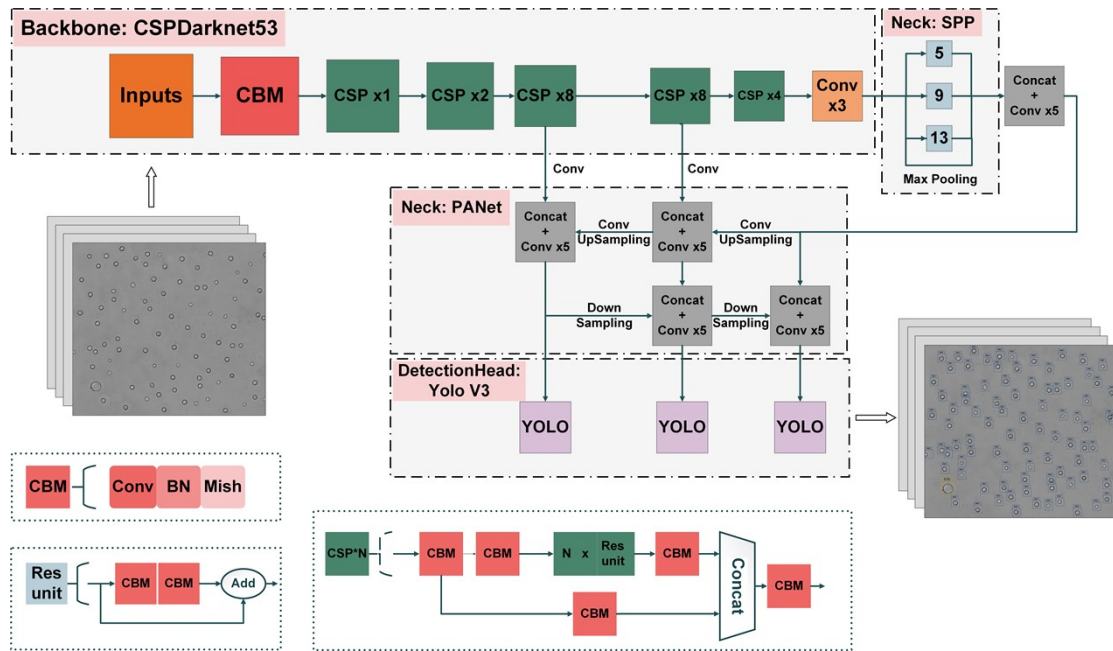 Backbone: CSPDarknet53
Neck: SPP
Inputs
CBM
CSP x1
CSP x2
CSP x8
CSP x8
CSP x4
Conv
x3
5
9
13
Max Pooling
Concat
+
Conv x5
Conv
Conv
Neck: PANet
Concat
+
Conv x5
Conv
UpSampling
Concat
+
Conv x5
Conv
UpSampling
Down
Sampling
Concat
+
Conv x5
Down
Sampling
Concat
+
Conv x5
DetectionHead:
Yolo V3
YOLO
YOLO
YOLO
CBM
Conv
BN
Mish
Res
unit
CBM
CBM
Add
CSP*N
CBM
CBM
N x Res
unit
CBM
CBM
Concat
CBM